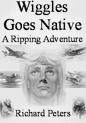 Wiggles
Goes Native
A Ripping Adventure
Richard Peters